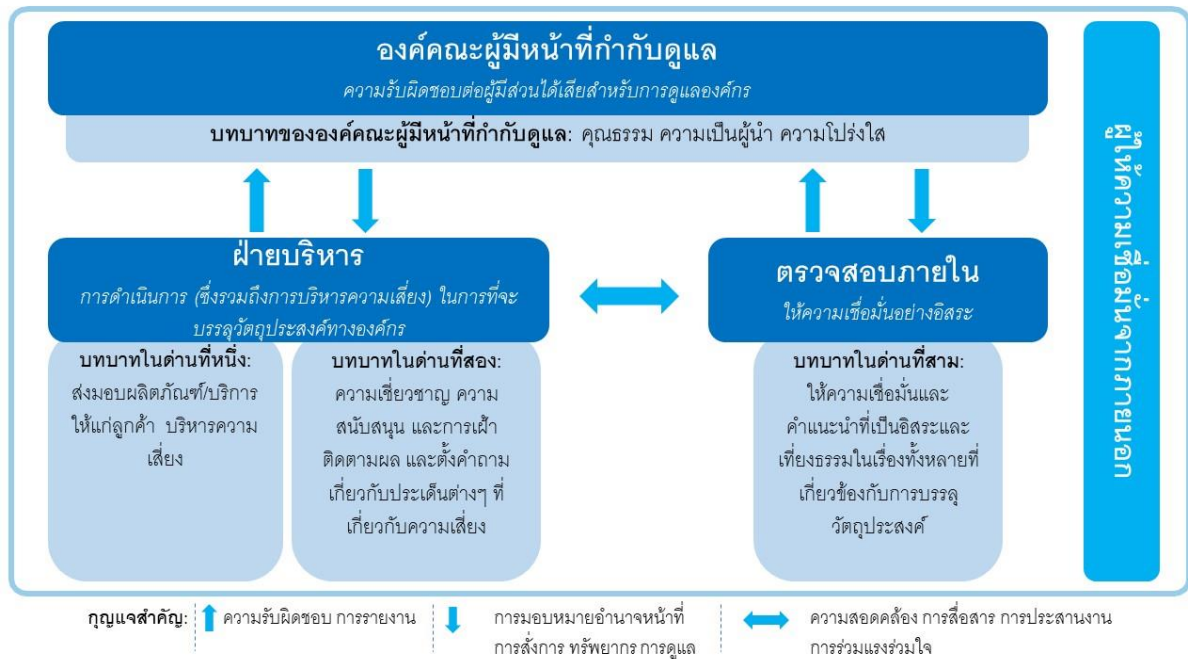 องค์คณะผู้มีหน้าที่กำกับดูแล
ความรับผิดชอบต่อผู้มีส่วนได้เสียสำหรับการดูแลองค์กร
บทบาทขององค์คณะผู้มีหน้าที่กำกับดูแล: คุณธรรม ความเป็นผู้นำ ความโปร่งใส
ฝ่ายบริหาร
การดำเนินการ (ซึ่งรวมถึงการบริหารความเสี่ยง) ในการที่จะ
บรรลุวัตถุประสงค์ทางองค์กร
บทบาทในด้านที่หนึ่ง:
ส่งมอบผลิตภัณฑ์/บริการ
ให้แก่ลูกค้า บริหารความ
เสี่ยง
บทบาทในด้านที่สอง:
ความเชี่ยวชาญ ความ
สนับสนุน และการเฝ้า
ติดตามผล และตั้งคำถาม
เกี่ยวกับประเด็นต่างๆ ที่
เกี่ยวกับความเสี่ยง
ตรวจสอบภายใน
ให้ความเชื่อมั่นอย่างอิสระ
บทบาทในด้านที่สาม:
ให้ความเชื่อมั่นและ
คำแนะนำที่เป็นอิสระและ
เที่ยงธรรมในเรื่องทั้งหลายที่
เกี่ยวข้องกับการบรรลุ
วัตถุประสงค์
ผู้ให้ความเชื่อมั่นจากภายนอก
กุญแจสำคัญ:
ความรับผิดชอบ การรายงาน
การมอบหมายอำนาจหน้าที่
การสั่งการ ทรัพยากร การดูแล
ความสอดคล้อง การสื่อสาร การประสานงาน
การร่วมแรงร่วมใจ